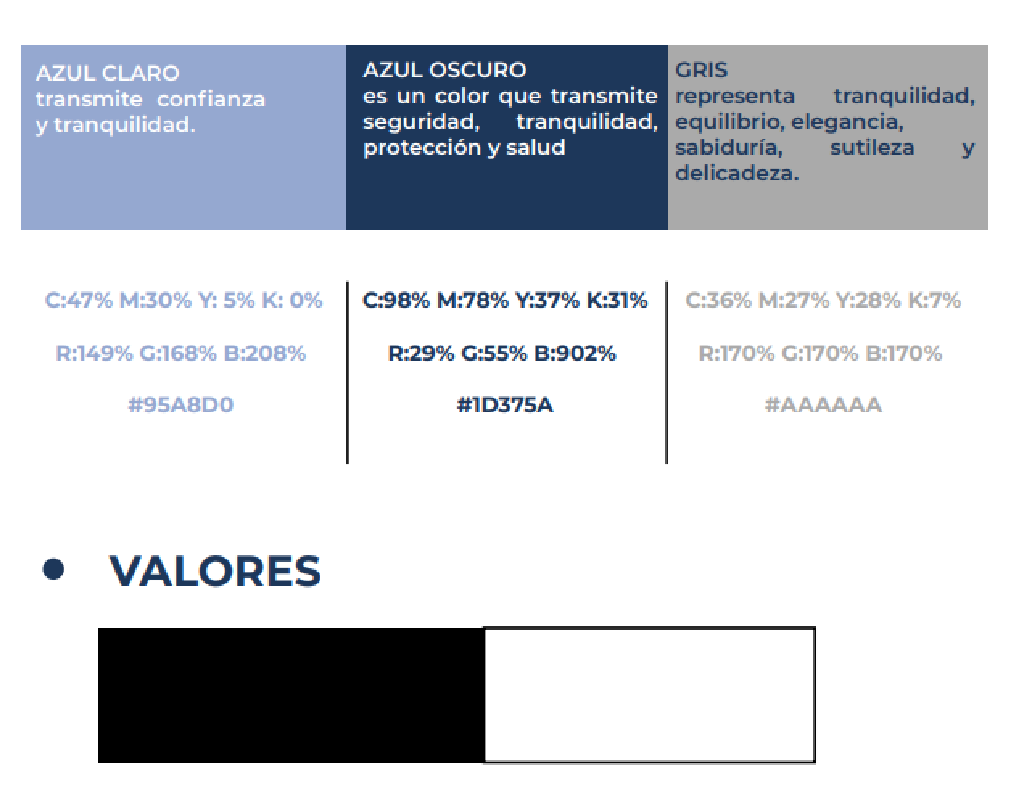 AZUL CLARO
transmite confianza
y tranquilidad.
AZUL OSCURO
es un color que transmite
seguridad, tranquilidad,
protección y salud
GRIS
representa tranquilidad,
equilibrio, elegancia,
sabiduría, sutileza y
delicadeza.
C:47% M:30% Y: 5% K: 0%
R:149% G:168% B:208%
#95A8D0
C:98% M:78% Y:37% K:31%
R:29% G:55% B:902%
#1D375A
C:36% M:27% Y:28% K:7%
R:170% G:170% B:170%
#AAAAAA
• VALORES